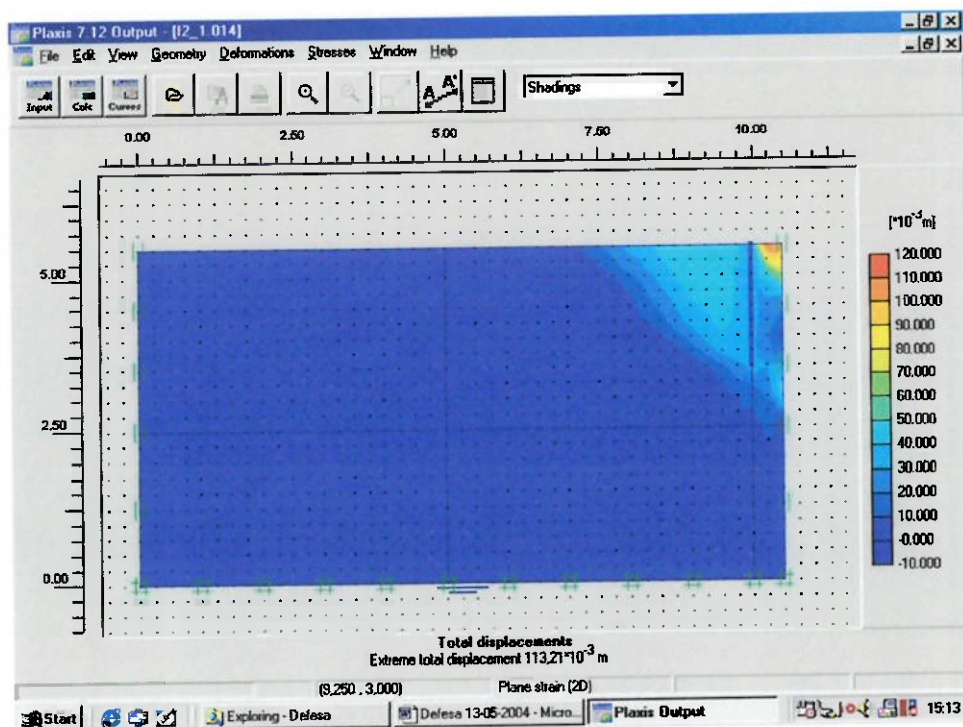 Plaxis 7.12 Output - [I2_1.014]
File Edit View Geometry Deformations Stresses Window Help
Input Calc Curves Shadings
0.00 2.50 5.00 7.50 10.00
[*10⁻³m]
120.000
110.000
100.000
90.000
80.000
70.000
60.000
50.000
40.000
30.000
20.000
10.000
-0.000
-10.000
5.00
2.50
0.00
Total displacements
Extreme total displacement 113,21*10⁻³ m
(9,250 , 3,000) Plane strain (2D)
Start Exploring - Defesa Defesa 13-05-2004 - Micro... Plaxis Output 15:13